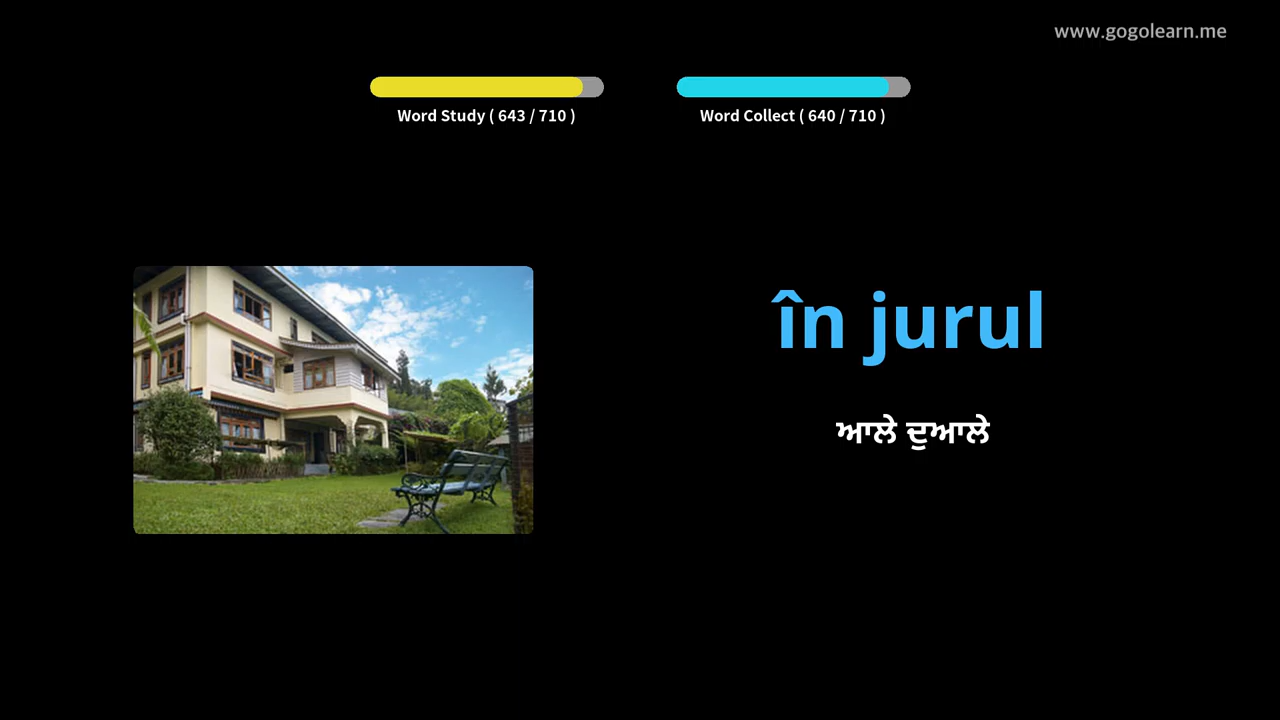 www.gogolearn.me
Word Study ( 643 / 710 )
Word Collect ( 640 / 710 )
în jurul
ਆਲੇ ਦੁਆਲੇ